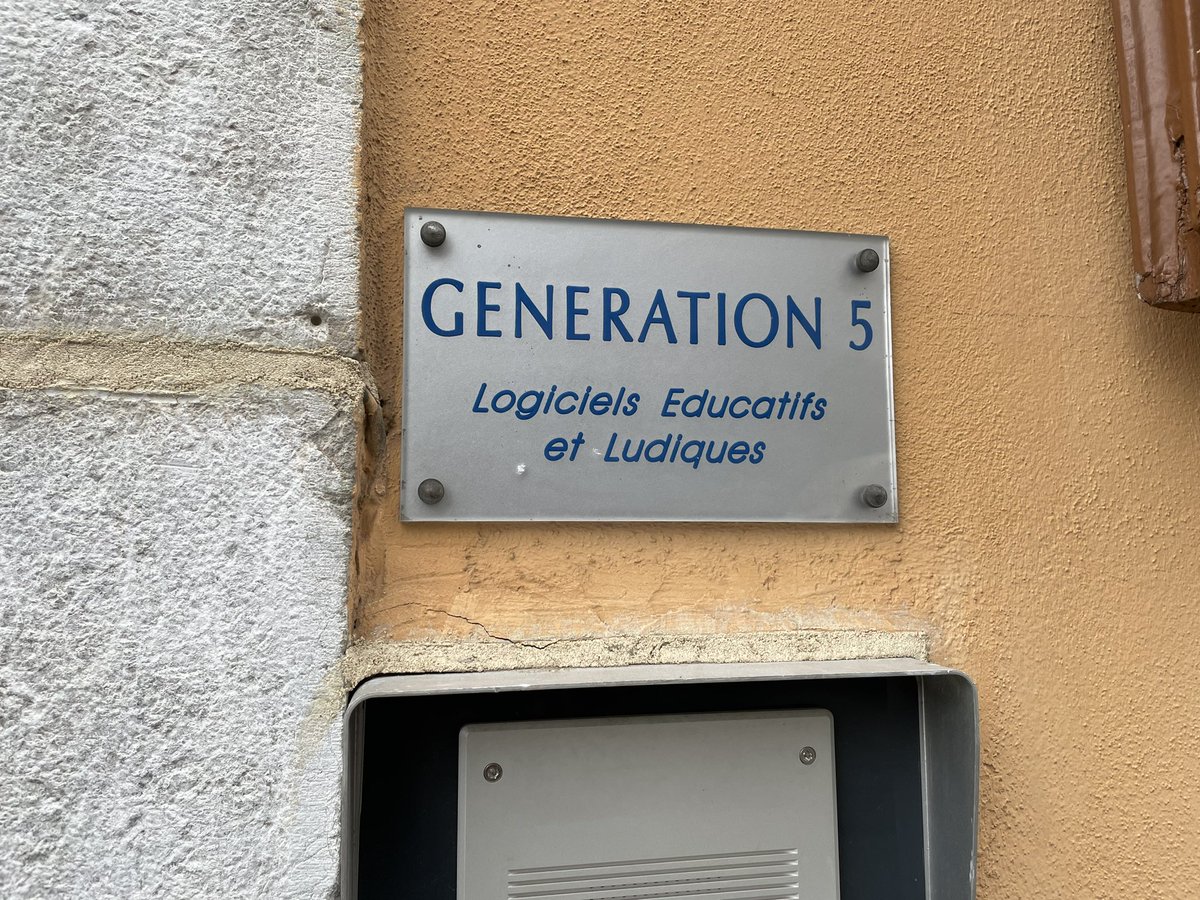 GENERATION 5
Logiciels Educatifs
et Ludiques